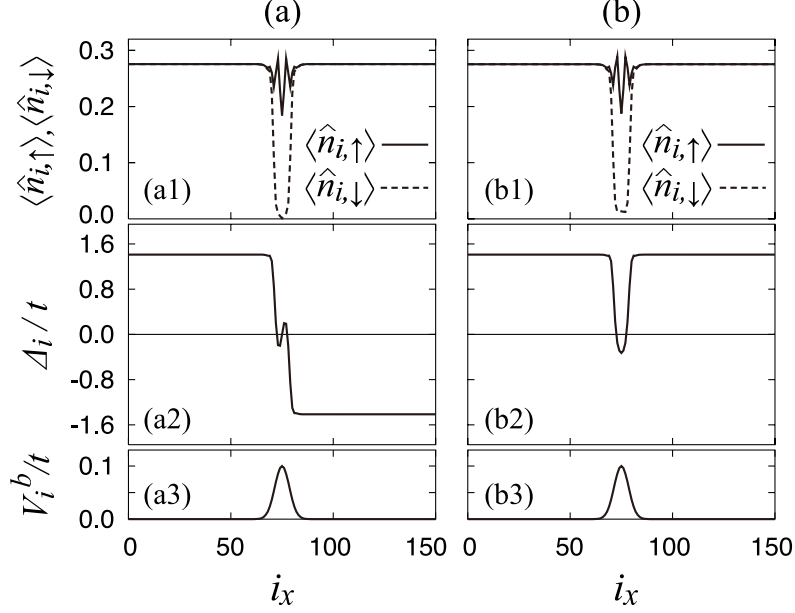 (a) (b)
⟨n̂i,↑⟩,⟨n̂i,↓⟩
0.3
0.2
0.1
0.0
⟨n̂i,↑⟩
⟨n̂i,↓⟩
(a1)
⟨n̂i,↑⟩
⟨n̂i,↓⟩
(b1)
Δi / t
1.6
0.8
0.0
-0.8
-1.6
(a2)
(b2)
Vi^b/t
0.1
0.0
(a3)
(b3)
0 50 100 150
0 50 100 150
ix
ix